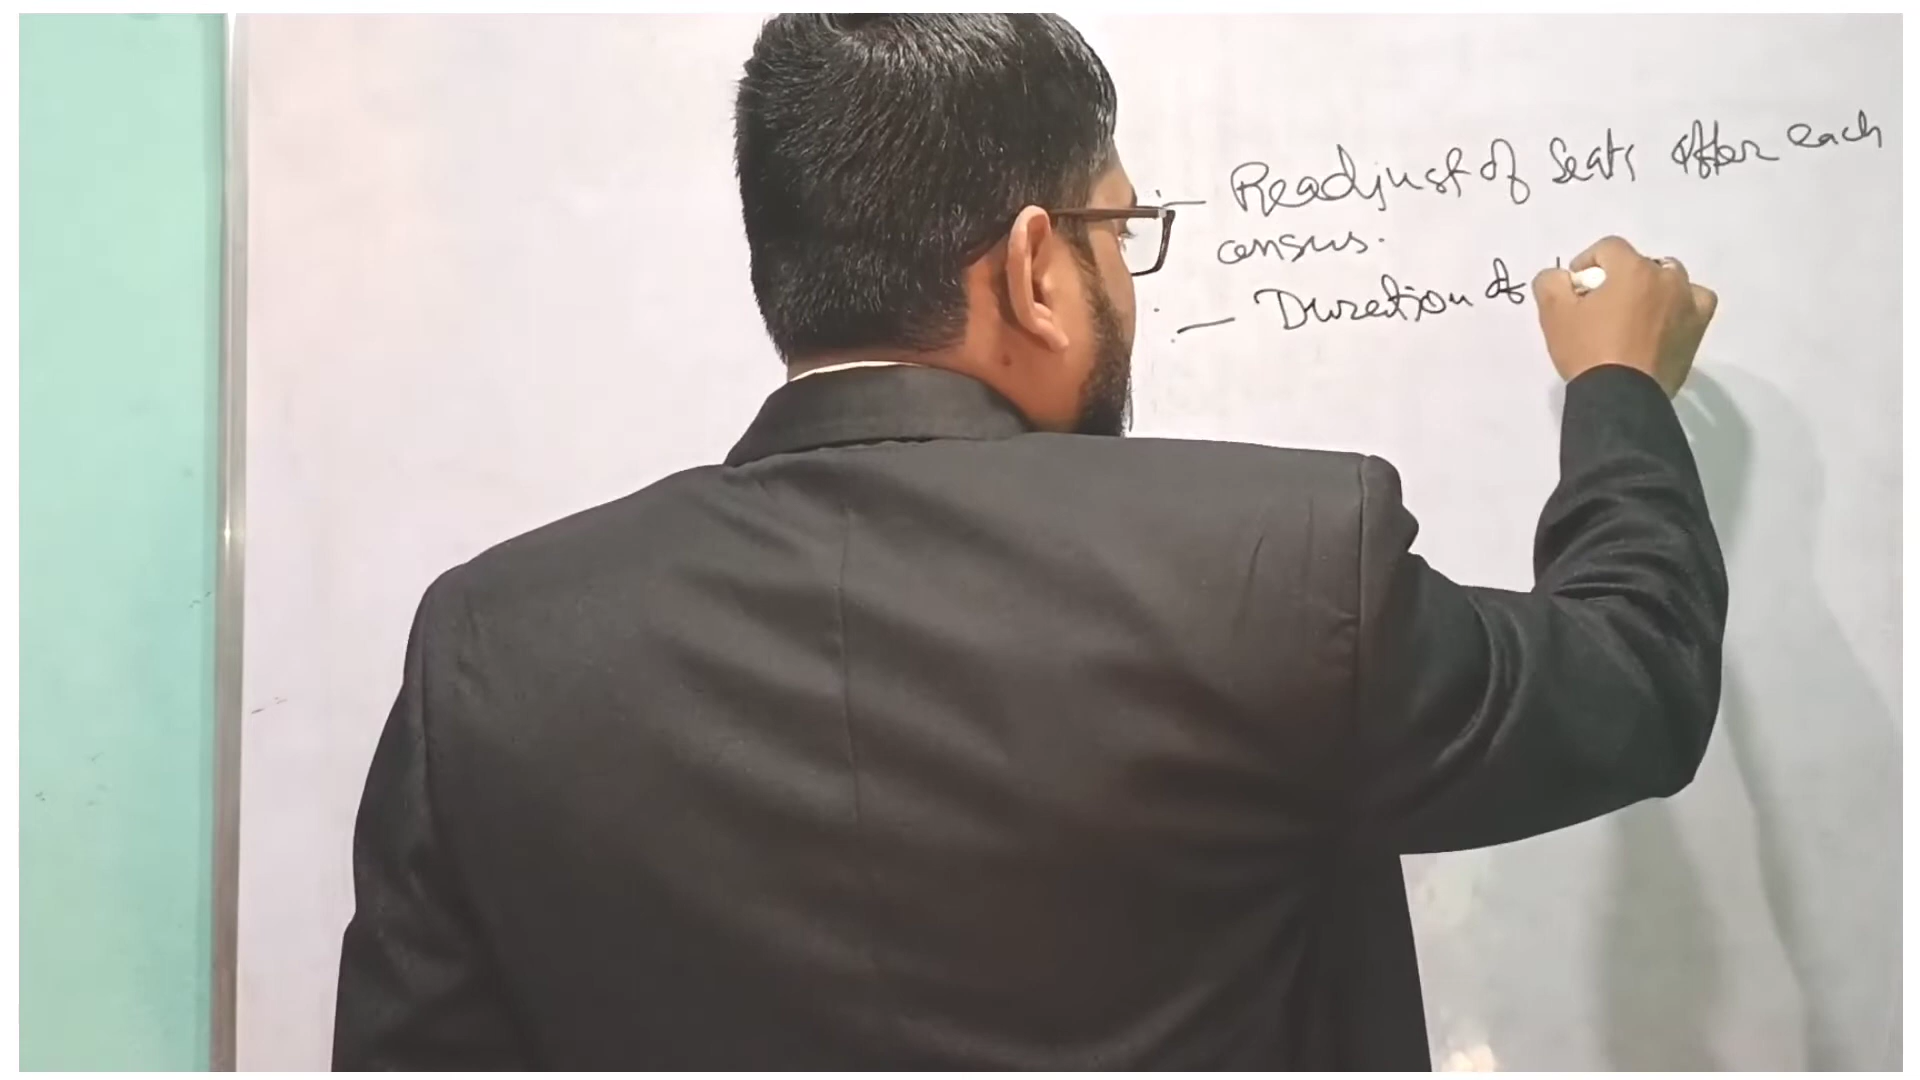 - Readjust of Seats after each
census.
- Duration of